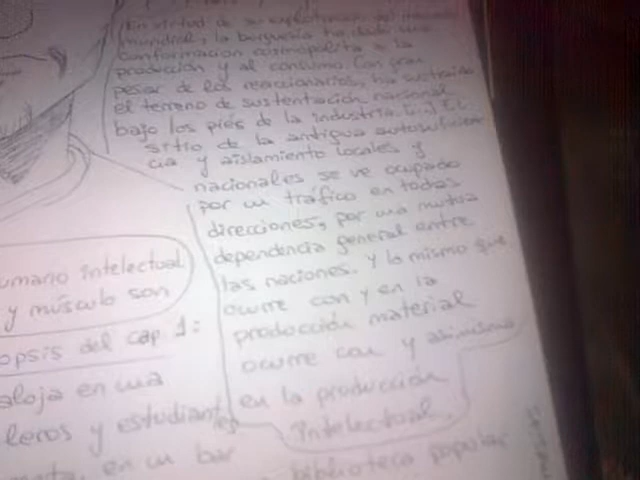 En virtud de su explotación del mercado
mundial, la burguesía ha dado una
conformación cosmopolita a la
producción y al consumo. Con gran
pesar de los reaccionarios, ha sustraído
el terreno de sustentación nacional
bajo los pies de la industria. [...] El
sitio de la antigua autosuficien
cia y aislamiento locales y
nacionales se ve ocupado
por un tráfico en todas
direcciones, por una mutua
dependencia general entre
las naciones. Y lo mismo que
ocurre con y en la
producción material
ocurre con y asimismo
en la producción
intelectual.
umano intelectual
y músculo son
opsis del cap 1:
aloja en una
leros y estudiantes
en un bar
biblioteca popular